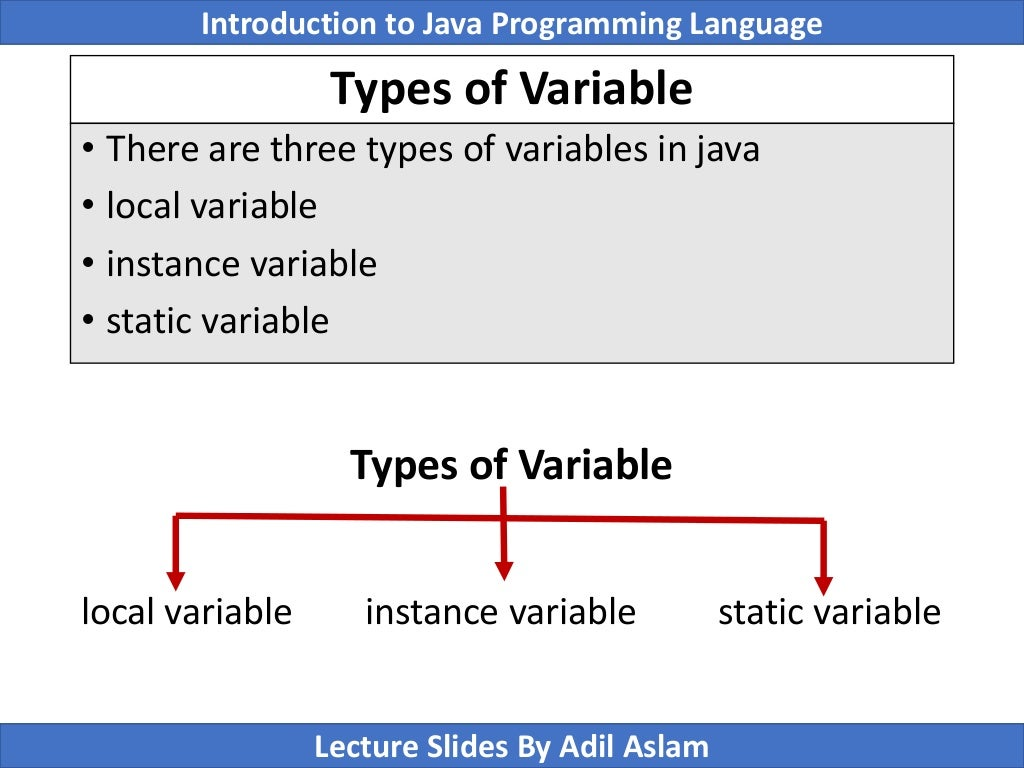 Introduction to Java Programming Language
Types of Variable
• There are three types of variables in java
• local variable
• instance variable
• static variable
Types of Variable
local variable instance variable static variable
Lecture Slides By Adil Aslam